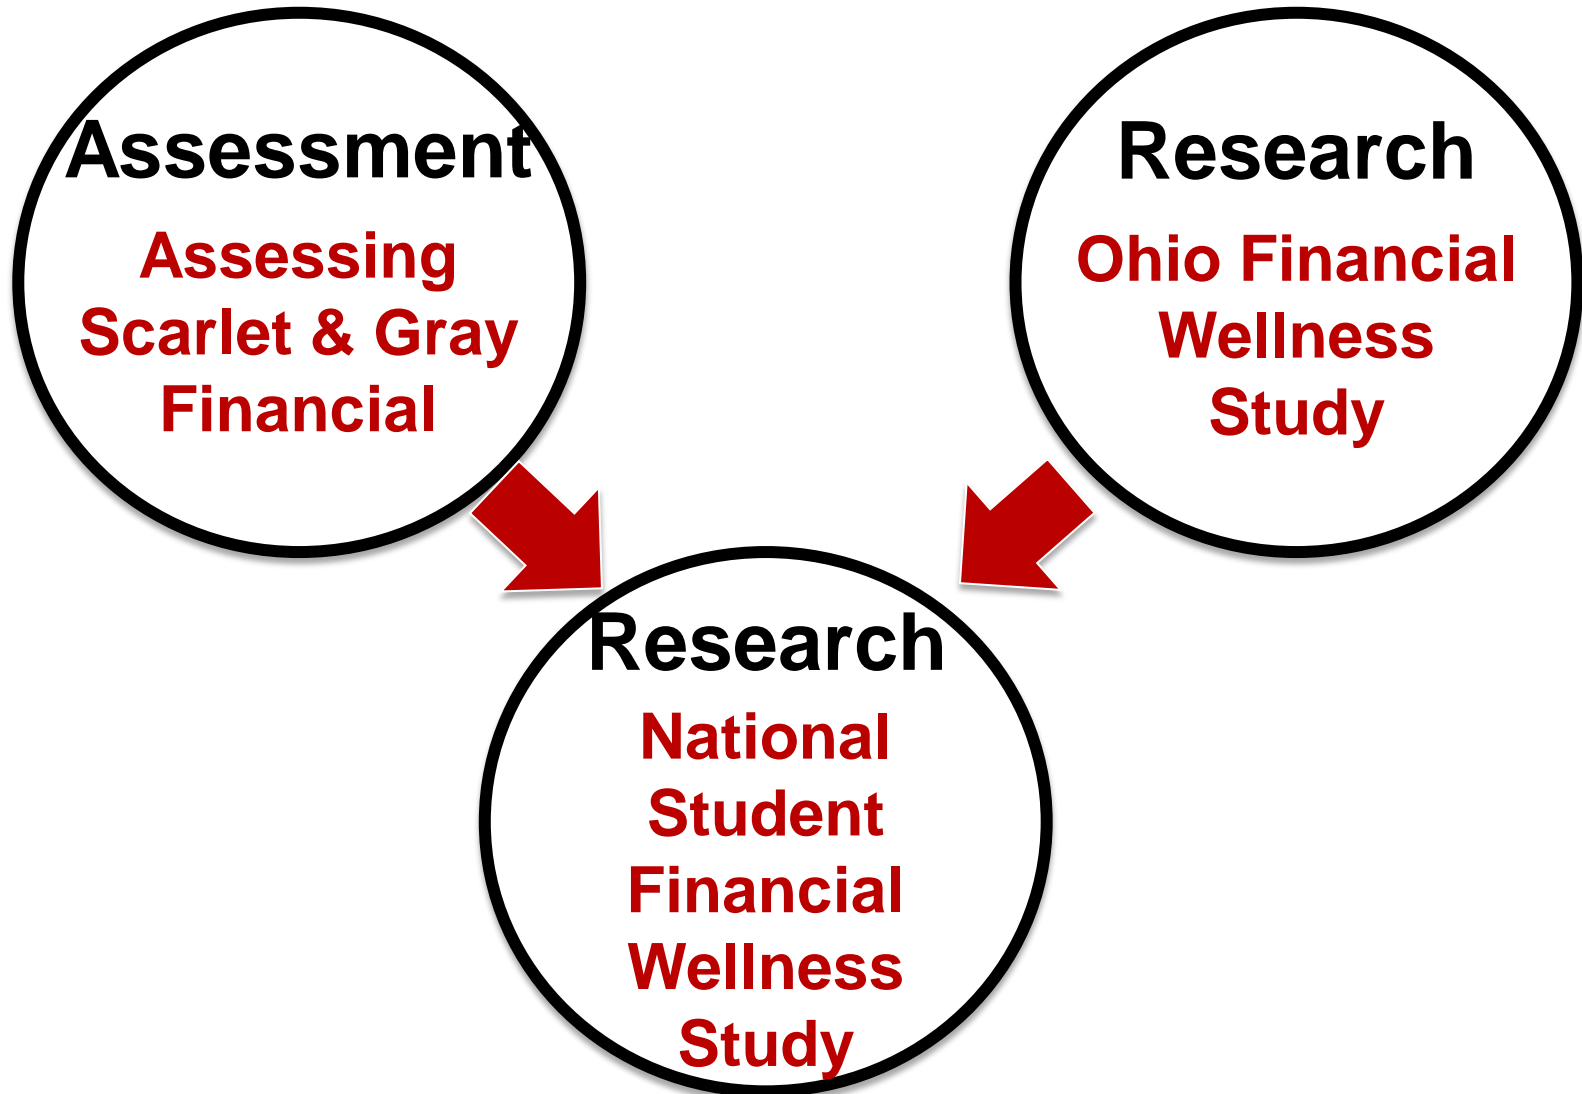 Assessment
Assessing
Scarlet & Gray
Financial
Research
Ohio Financial
Wellness
Study
Research
National
Student
Financial
Wellness
Study